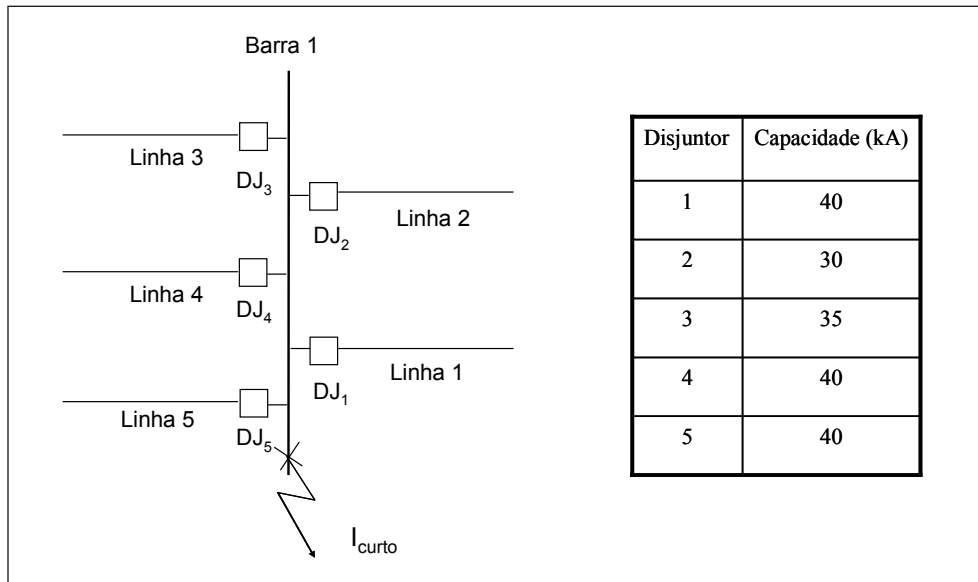 Barra 1
Linha 3
DJ₃
Linha 2
DJ₂
Linha 4
DJ₄
Linha 1
DJ₁
Linha 5
DJ₅
I curto
Disjuntor Capacidade (kA)
1 40
2 30
3 35
4 40
5 40